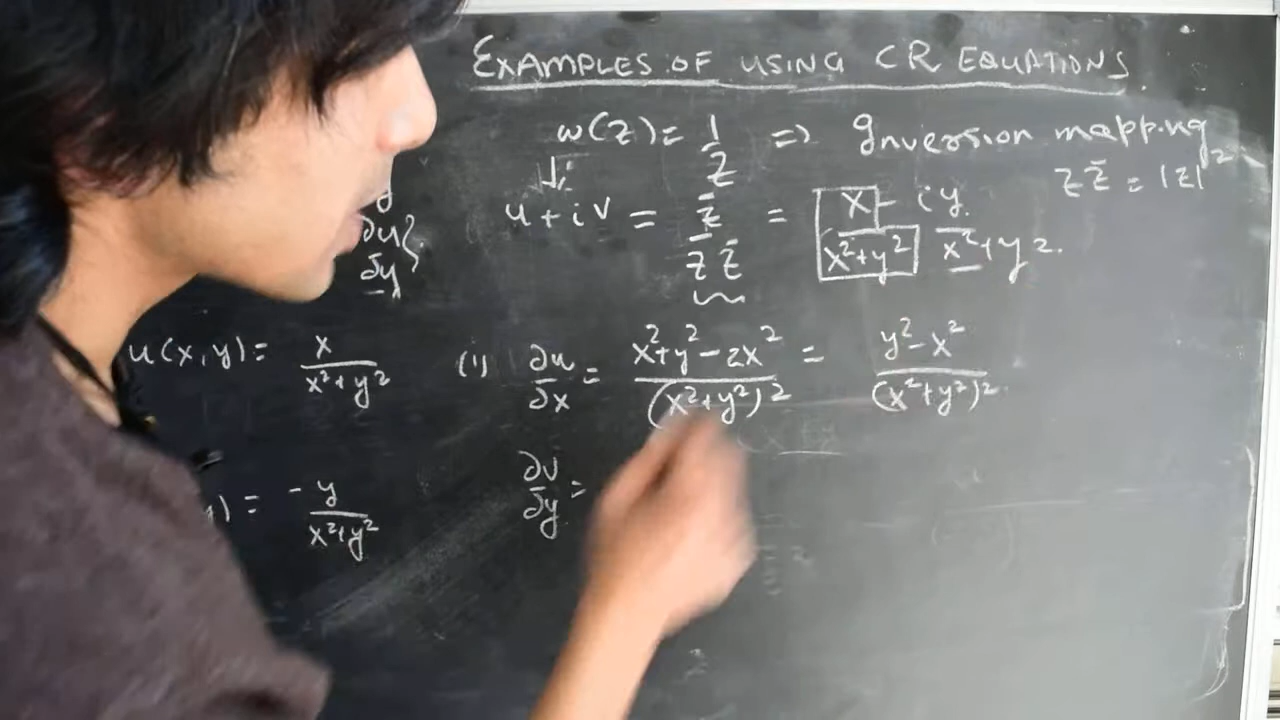 EXAMPLES OF USING CR EQUATIONS
w(z) = 1/z => Inversion mapping
z z̄ = |z|²
u + iv = z̄/(z z̄) = x/(x²+y²) - iy/(x²+y²).
∂u/∂y
u(x,y) = x/(x²+y²) (1) ∂u/∂x = (x²+y²-2x²)/(x²+y²)² = (y²-x²)/(x²+y²)²
) = -y/(x²+y²) ∂v/∂y =